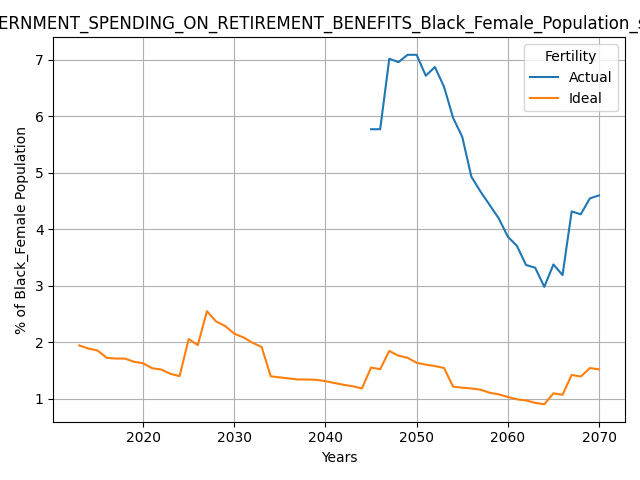 ERNMENT_SPENDING_ON_RETIREMENT_BENEFITS_Black_Female_Population_s
Fertility
Actual
Ideal
% of Black_Female Population
7
6
5
4
3
2
1
2020 2030 2040 2050 2060 2070
Years